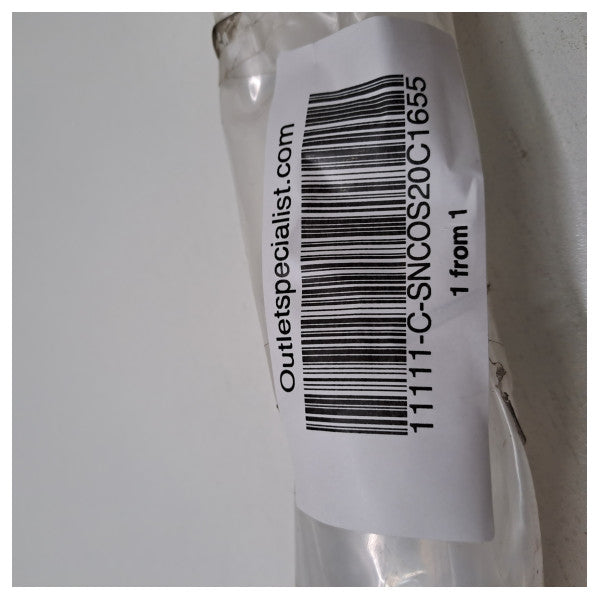 Outletspecialist.com
11111-C-SNCOS20C1655
1 from 1